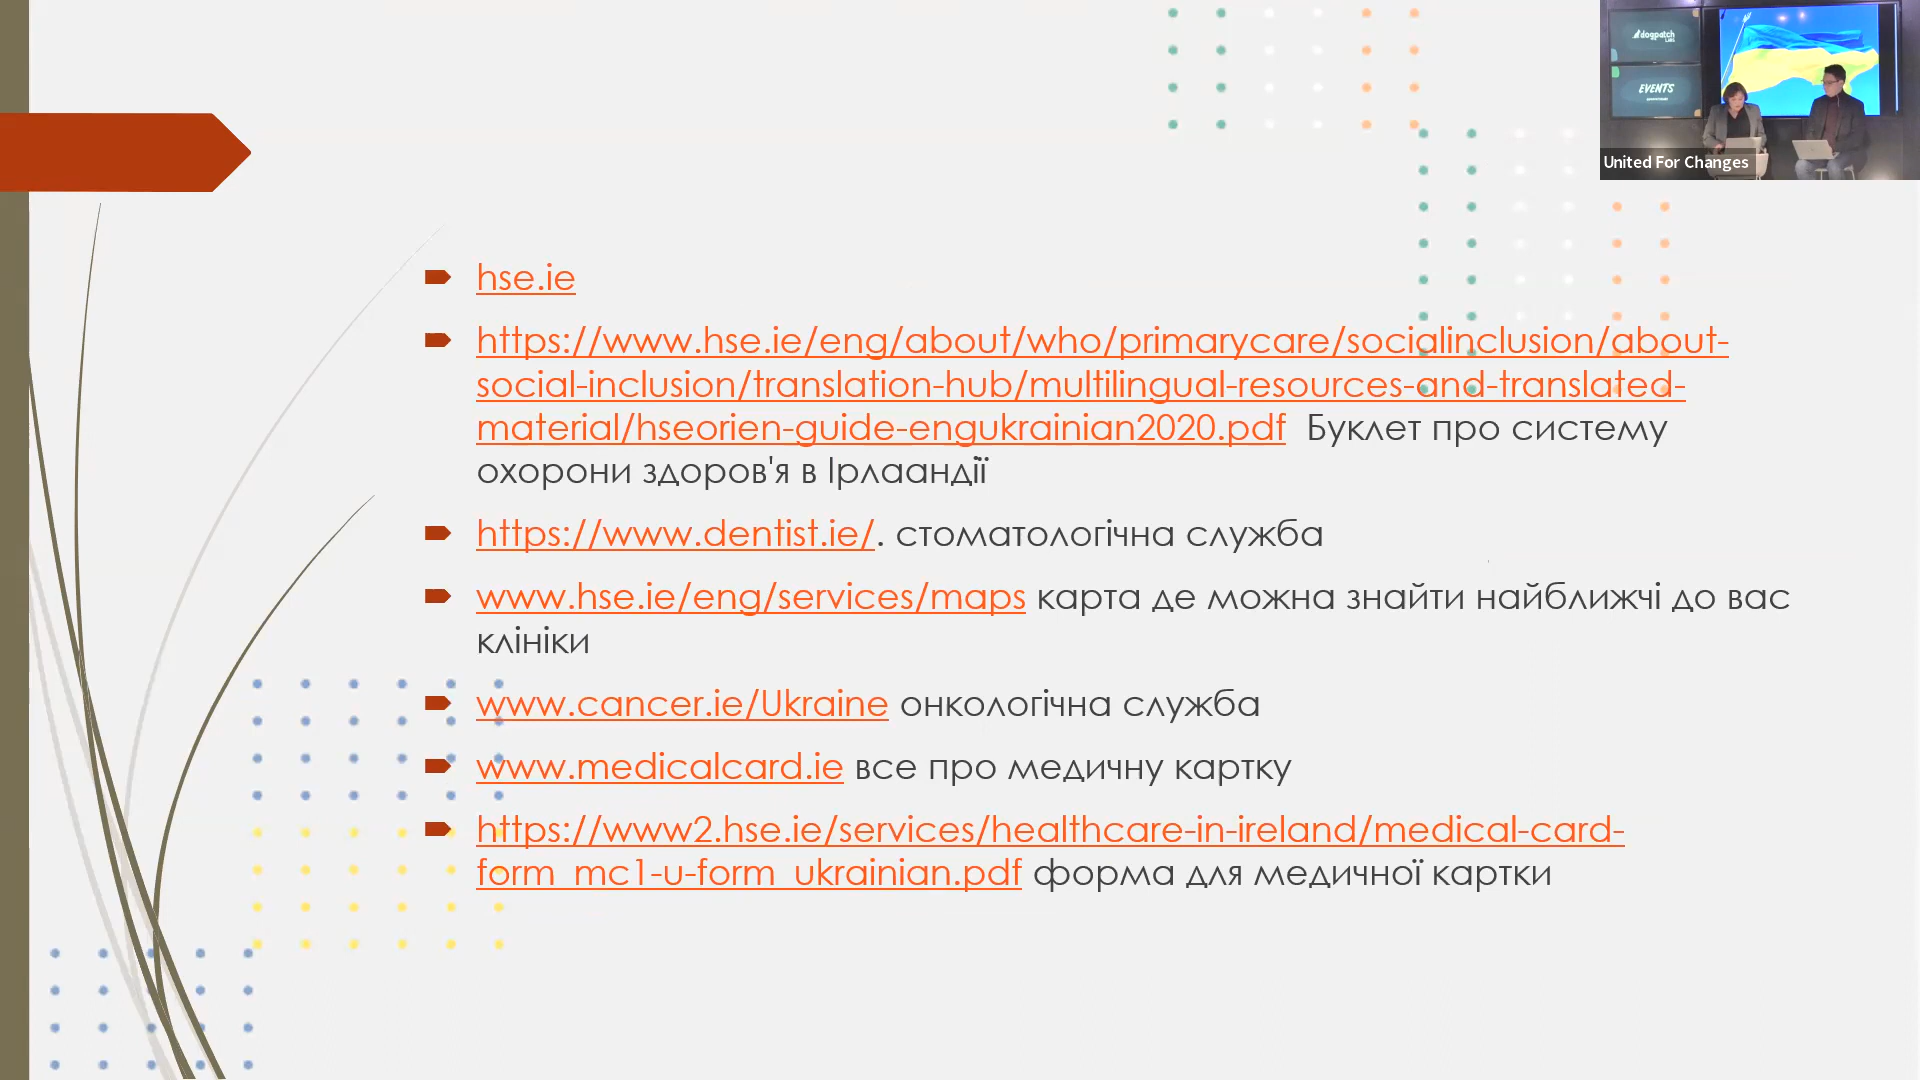 dogpatch
LABS
EVENTS
United For Changes
hse.ie
https://www.hse.ie/eng/about/who/primarycare/socialinclusion/about-
social-inclusion/translation-hub/multilingual-resources-and-translated-
material/hseorien-guide-engukrainian2020.pdf Буклет про систему
охорони здоров'я в Ірлаандії
https://www.dentist.ie/. стоматологічна служба
www.hse.ie/eng/services/maps карта де можна знайти найближчі до вас
клініки
www.cancer.ie/Ukraine онкологічна служба
www.medicalcard.ie все про медичну картку
https://www2.hse.ie/services/healthcare-in-ireland/medical-card-
form_mc1-u-form_ukrainian.pdf форма для медичної картки